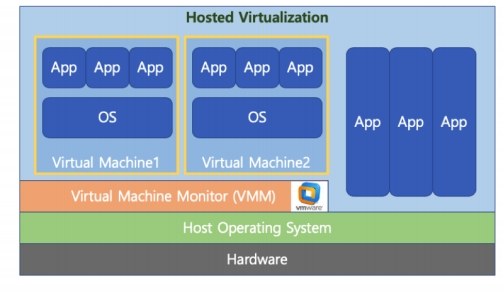 Hosted Virtualization
App App App
OS
Virtual Machine1
App App App
OS
Virtual Machine2
App App App
Virtual Machine Monitor (VMM)
vmware
Host Operating System
Hardware